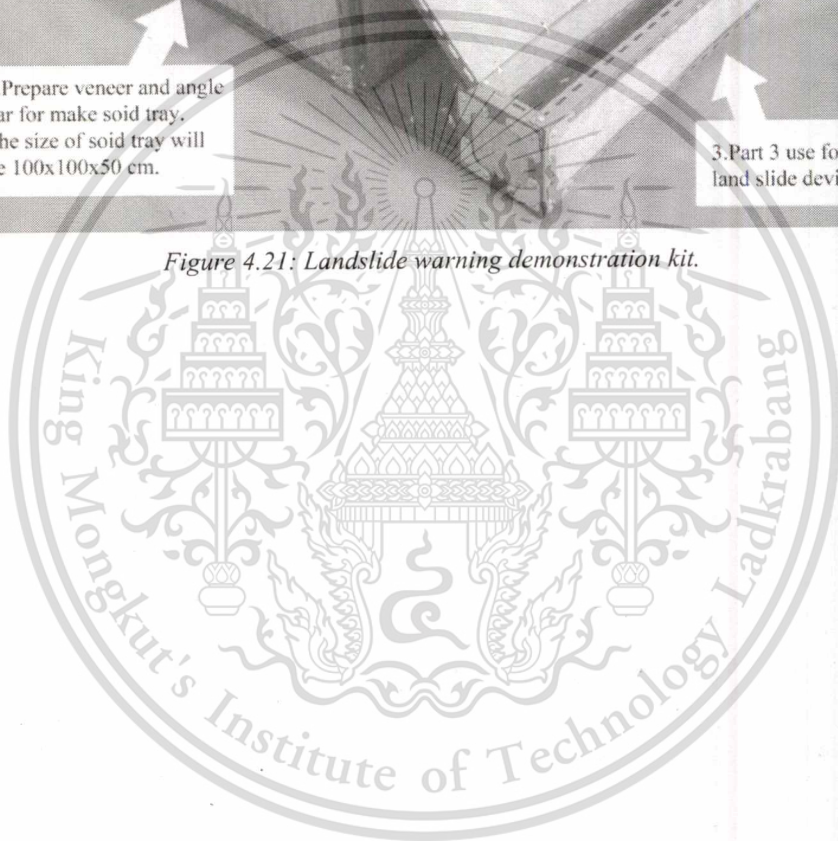 Prepare veneer and angle
ar for make soid tray.
he size of soid tray will
e 100x100x50 cm.
3.Part 3 use fo
land slide devi
Figure 4.21: Landslide warning demonstration kit.
King Mongkut's Institute of Technology Ladkrabang